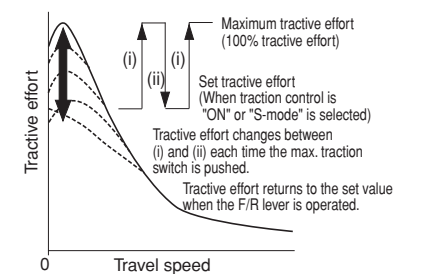 Maximum tractive effort
(100% tractive effort)
(i)
(i)
(ii)
Set tractive effort
(When traction control is
"ON" or "S-mode" is selected)
Tractive effort changes between
(i) and (ii) each time the max. traction
switch is pushed.
Tractive effort returns to the set value
when the F/R lever is operated.
Tractive effort
0
Travel speed